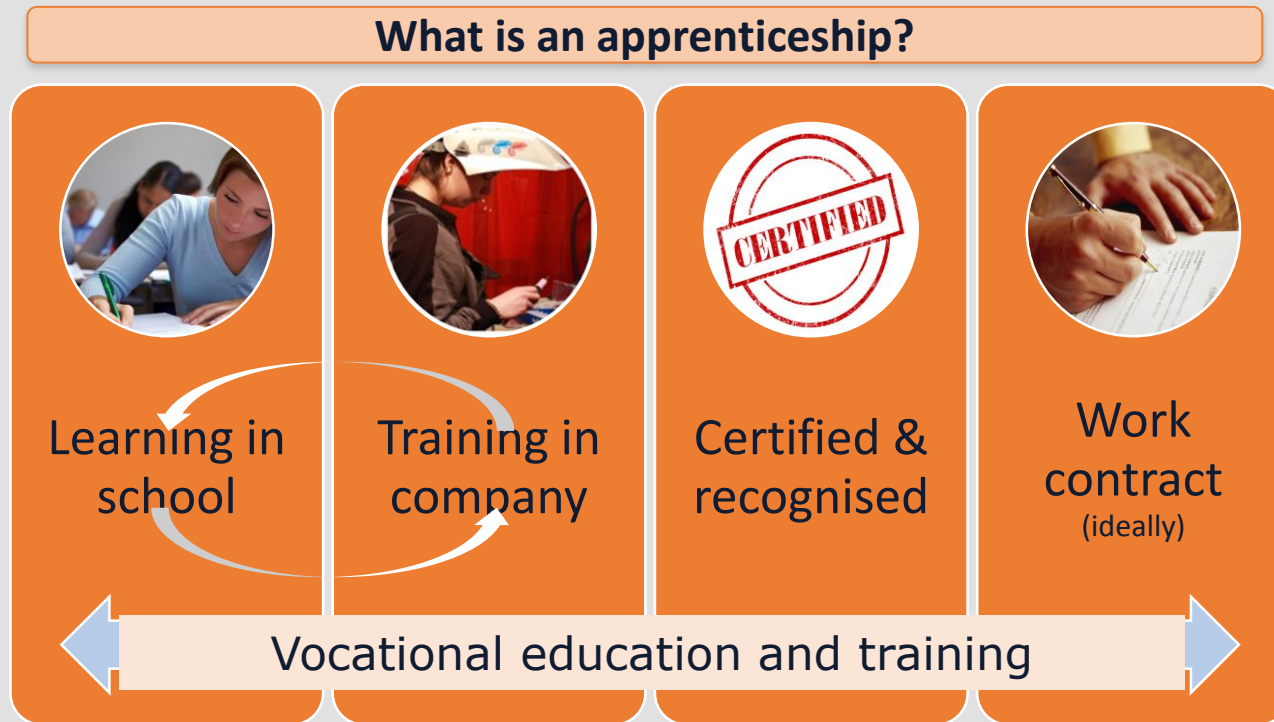 What is an apprenticeship?
Learning in
school
Training in
company
CERTIFIED
Certified &
recognised
Work
contract
(ideally)
Vocational education and training